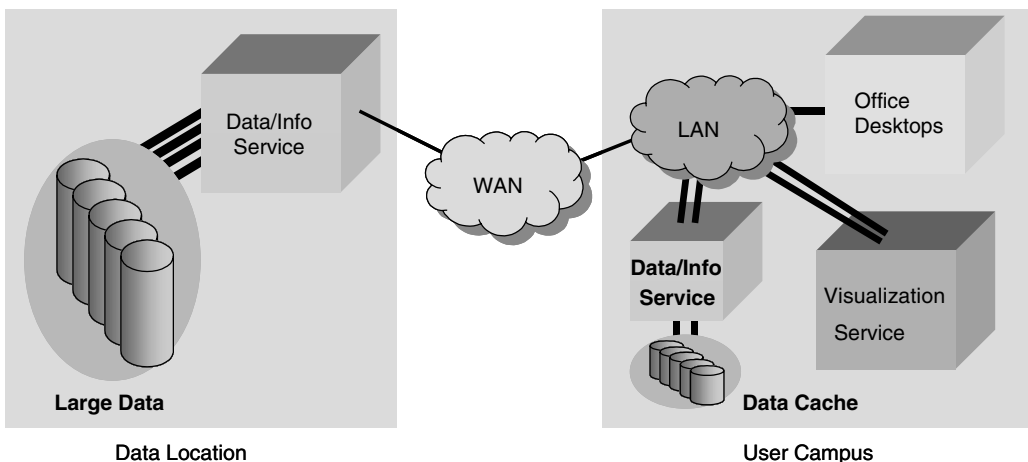 Data/Info
Service
Large Data
Data Location
WAN
LAN
Office
Desktops
Data/Info
Service
Visualization
Service
Data Cache
User Campus